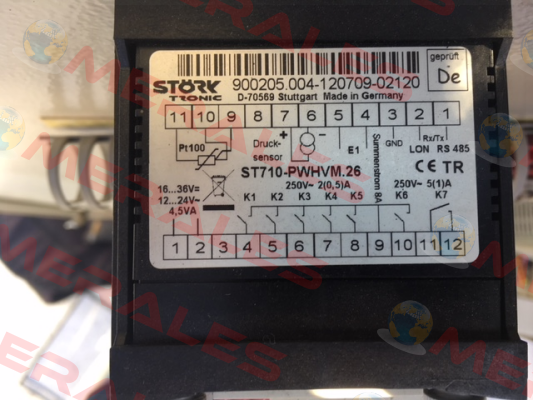 STÖRK
TRONIC
900205.004-120709-02120
D-70569 Stuttgart Made in Germany
geprüft
De
11 10 9 8 7 6 5 4 3 2 1
Pt100
Druck-
sensor
+
-
E1
Summenstrom 8A
GND
Rx/Tx
LON RS 485
ST710-PWHVM.26
CE TR
16...36V=
12...24V~
4,5VA
250V~ 2(0,5)A
250V~ 5(1)A
K1 K2 K3 K4 K5 K6 K7
1 2 3 4 5 6 7 8 9 10 11 12
MERALES